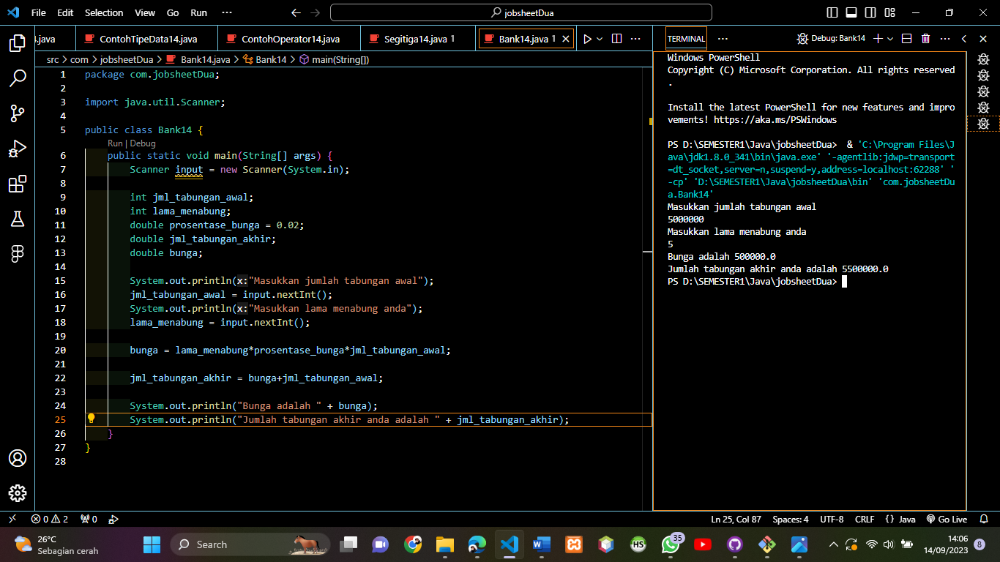 File Edit Selection View Go Run ··· jobsheetDua
.java ContohTipeData14.java ContohOperator14.java Segitiga14.java 1 Bank14.java 1
src > com > jobsheetDua > Bank14.java > Bank14 > main(String[])
1 package com.jobsheetDua;
2
3 import java.util.Scanner;
4
5 public class Bank14 {
Run | Debug
6 public static void main(String[] args) {
7 Scanner input = new Scanner(System.in);
8
9 int jml_tabungan_awal;
10 int lama_menabung;
11 double prosentase_bunga = 0.02;
12 double jml_tabungan_akhir;
13 double bunga;
14
15 System.out.println(x:"Masukkan jumlah tabungan awal");
16 jml_tabungan_awal = input.nextInt();
17 System.out.println(x:"Masukkan lama menabung anda");
18 lama_menabung = input.nextInt();
19
20 bunga = lama_menabung*prosentase_bunga*jml_tabungan_awal;
21
22 jml_tabungan_akhir = bunga+jml_tabungan_awal;
23
24 System.out.println("Bunga adalah " + bunga);
25 System.out.println("Jumlah tabungan akhir anda adalah " + jml_tabungan_akhir);
26 }
27 }
28
TERMINAL ··· Debug: Bank14
Windows PowerShell
Copyright (C) Microsoft Corporation. All rights reserved
.
Install the latest PowerShell for new features and impro
vements! https://aka.ms/PSWindows
PS D:\SEMESTER1\Java\jobsheetDua> & 'C:\Program Files\J
ava\jdk1.8.0_341\bin\java.exe' '-agentlib:jdwp=transport
=dt_socket,server=n,suspend=y,address=localhost:62288' '
-cp' 'D:\SEMESTER1\Java\jobsheetDua\bin' 'com.jobsheetDu
a.Bank14'
Masukkan jumlah tabungan awal
5000000
Masukkan lama menabung anda
5
Bunga adalah 500000.0
Jumlah tabungan akhir anda adalah 5500000.0
PS D:\SEMESTER1\Java\jobsheetDua>
0 2 0 Ln 25, Col 87 Spaces: 4 UTF-8 CRLF {} Java Go Live
26°C
Sebagian cerah
Search
W
HS
35
14:06
14/09/2023
8